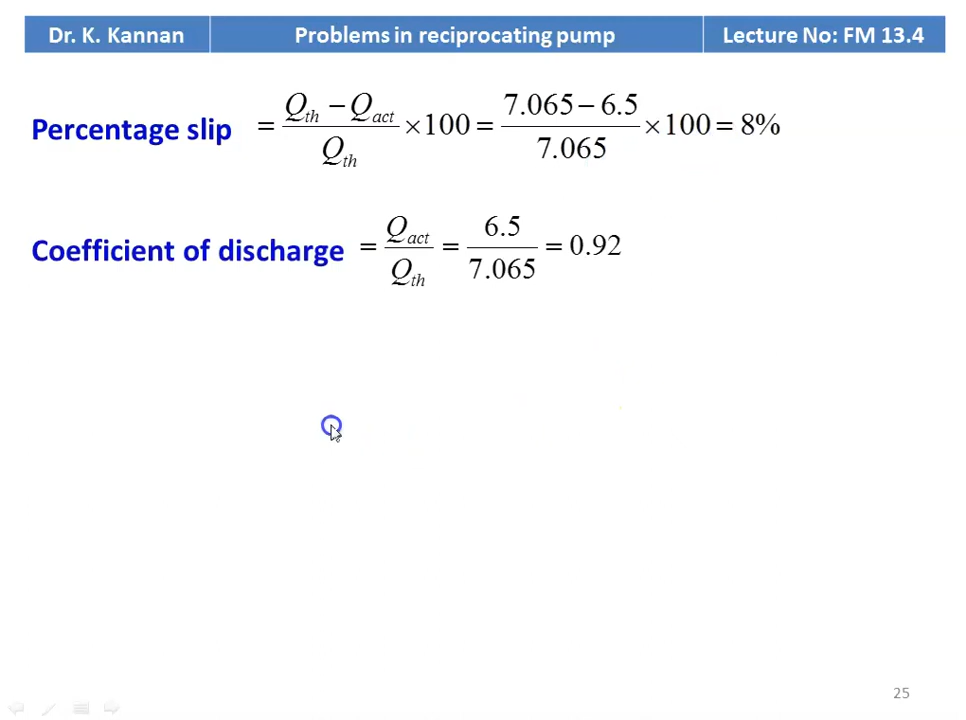 Dr. K. Kannan Problems in reciprocating pump Lecture No: FM 13.4
Percentage slip = (Q_th − Q_act)/Q_th × 100 = (7.065 − 6.5)/7.065 × 100 = 8%
Coefficient of discharge = Q_act/Q_th = 6.5/7.065 = 0.92
25